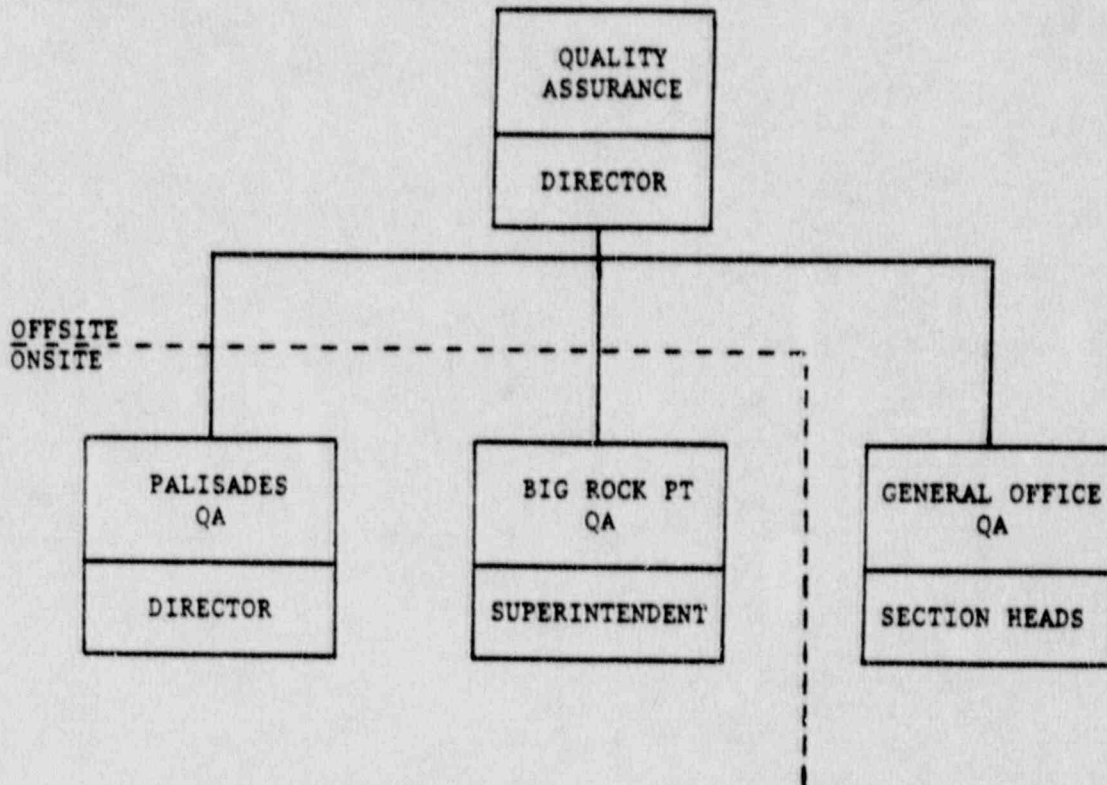 QUALITY
ASSURANCE
DIRECTOR
OFFSITE
ONSITE
PALISADES
QA
DIRECTOR
BIG ROCK PT
QA
SUPERINTENDENT
GENERAL OFFICE
QA
SECTION HEADS